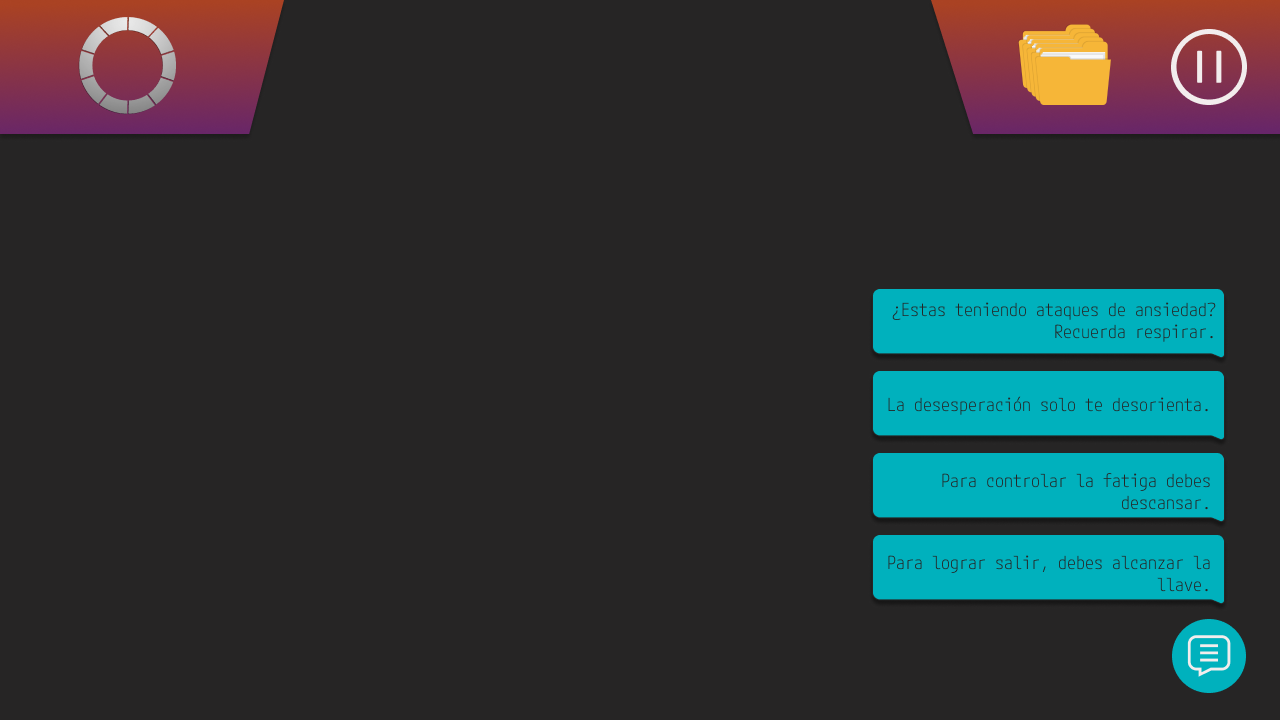 ¿Estas teniendo ataques de ansiedad?
Recuerda respirar.
La desesperación solo te desorienta.
Para controlar la fatiga debes
descansar.
Para lograr salir, debes alcanzar la
llave.